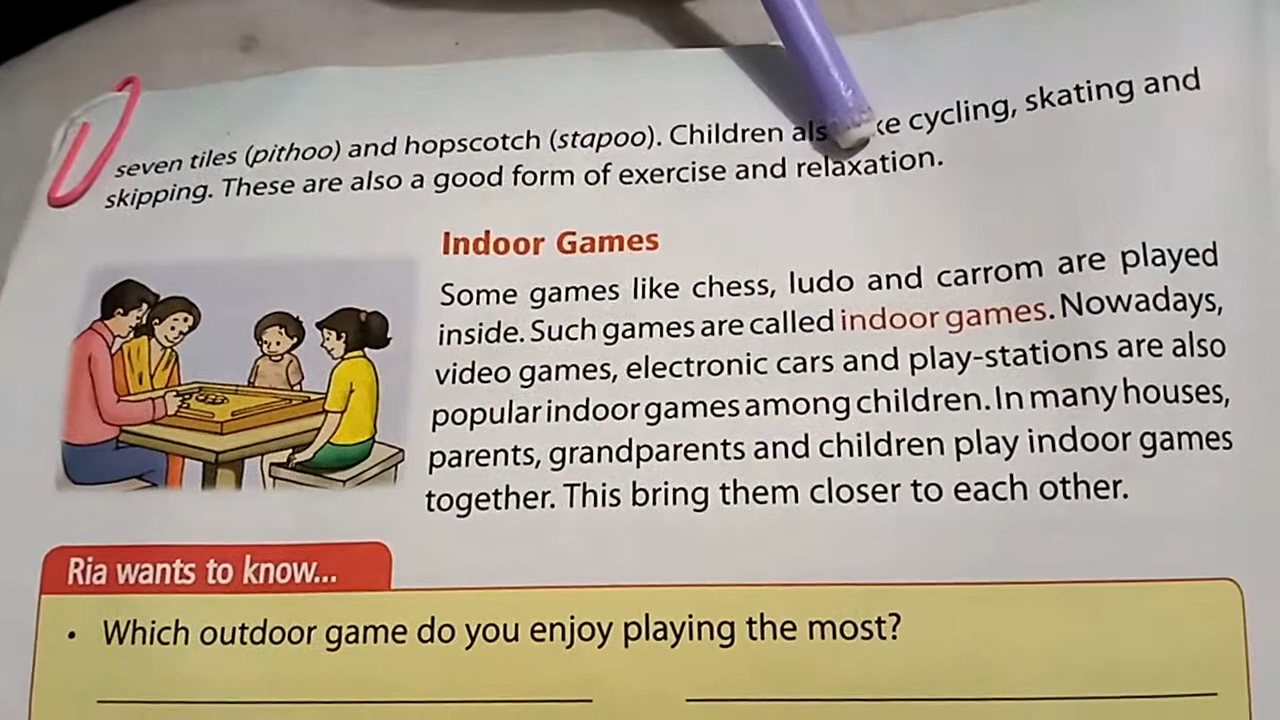 seven tiles (pithoo) and hopscotch (stapoo). Children cycling, skating and
skipping. These are also a good form of exercise and relaxation.
Indoor Games
Some games like chess, ludo and carrom are played
inside. Such games are called indoor games. Nowadays,
video games, electronic cars and play-stations are also
popular indoor games among children. In many houses,
parents, grandparents and children play indoor games
together. This bring them closer to each other.
Ria wants to know...
• Which outdoor game do you enjoy playing the most?